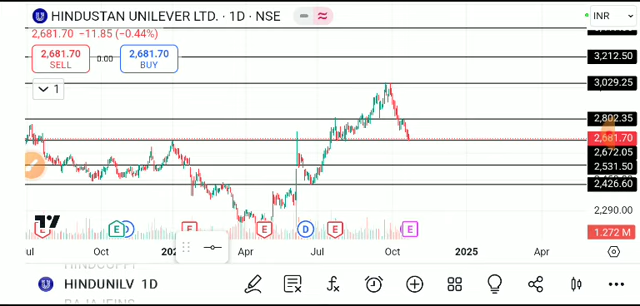 HINDUSTAN UNILEVER LTD. · 1D · NSE
INR
2,681.70 −11.85 (−0.44%)
2,681.70
SELL
0.00
2,681.70
BUY
1
3,212.50
3,029.25
2,802.35
2,681.70
2,672.05
2,531.50
2,426.60
2,290.00
1.272 M
E E D E E D E E
Oct
Apr
Jul
Oct
2025
Apr
HINDUNILV 1D